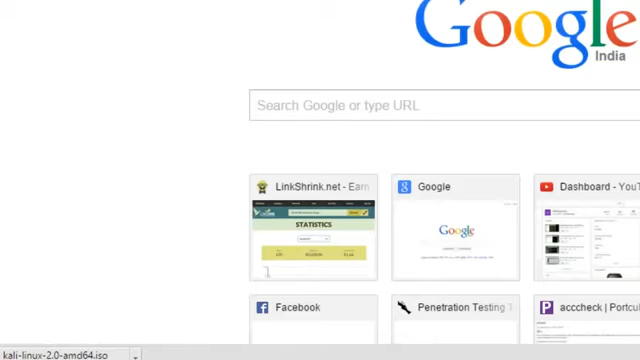 Google
India
Search Google or type URL
LinkShrink.net - Earn
Google
Dashboard - YouT
STATISTICS
Google
Facebook
Penetration Testing T
acccheck | Portcul
kali-linux-2.0-amd64.iso